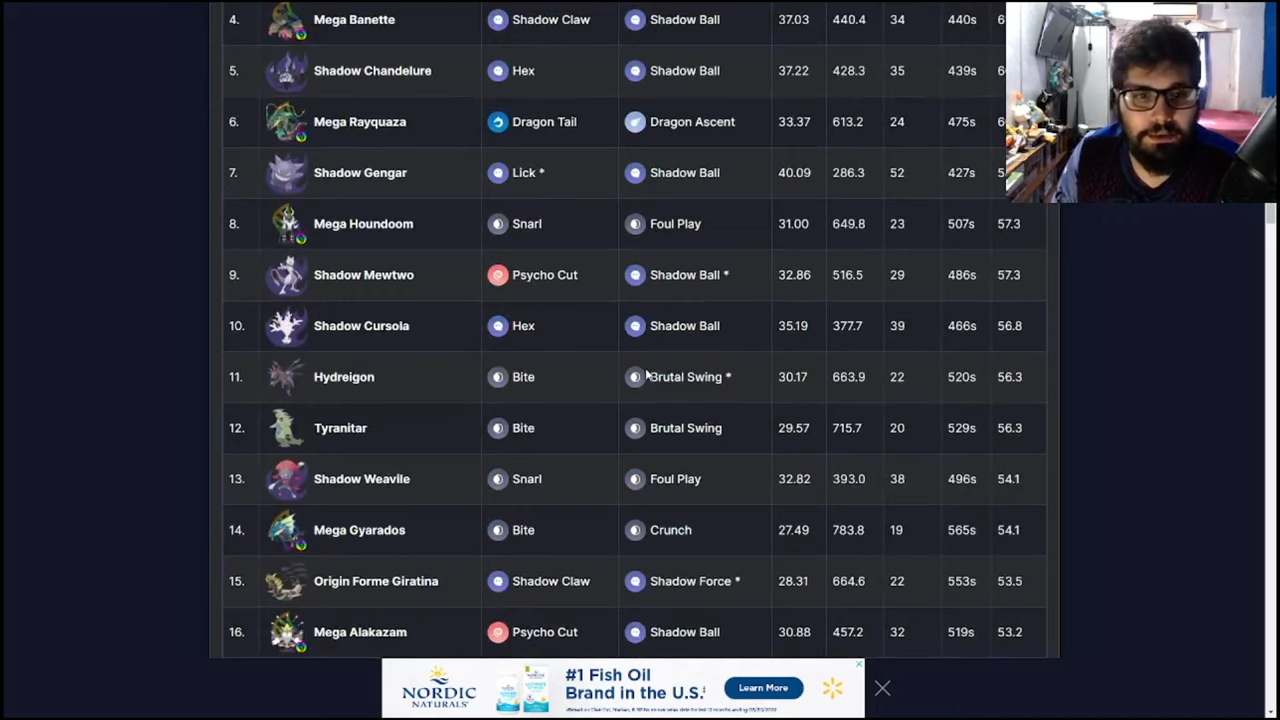 4. Mega Banette Shadow Claw Shadow Ball 37.03 440.4 34 440s
5. Shadow Chandelure Hex Shadow Ball 37.22 428.3 35 439s
6. Mega Rayquaza Dragon Tail Dragon Ascent 33.37 613.2 24 475s
7. Shadow Gengar Lick * Shadow Ball 40.09 286.3 52 427s
8. Mega Houndoom Snarl Foul Play 31.00 649.8 23 507s 57.3
9. Shadow Mewtwo Psycho Cut Shadow Ball * 32.86 516.5 29 486s 57.3
10. Shadow Cursola Hex Shadow Ball 35.19 377.7 39 466s 56.8
11. Hydreigon Bite Brutal Swing * 30.17 663.9 22 520s 56.3
12. Tyranitar Bite Brutal Swing 29.57 715.7 20 529s 56.3
13. Shadow Weavile Snarl Foul Play 32.82 393.0 38 496s 54.1
14. Mega Gyarados Bite Crunch 27.49 783.8 19 565s 54.1
15. Origin Forme Giratina Shadow Claw Shadow Force * 28.31 664.6 22 553s 53.5
16. Mega Alakazam Psycho Cut Shadow Ball 30.88 457.2 32 519s 53.2
NORDIC
NATURALS
#1 Fish Oil
Brand in the U.S.
Learn More